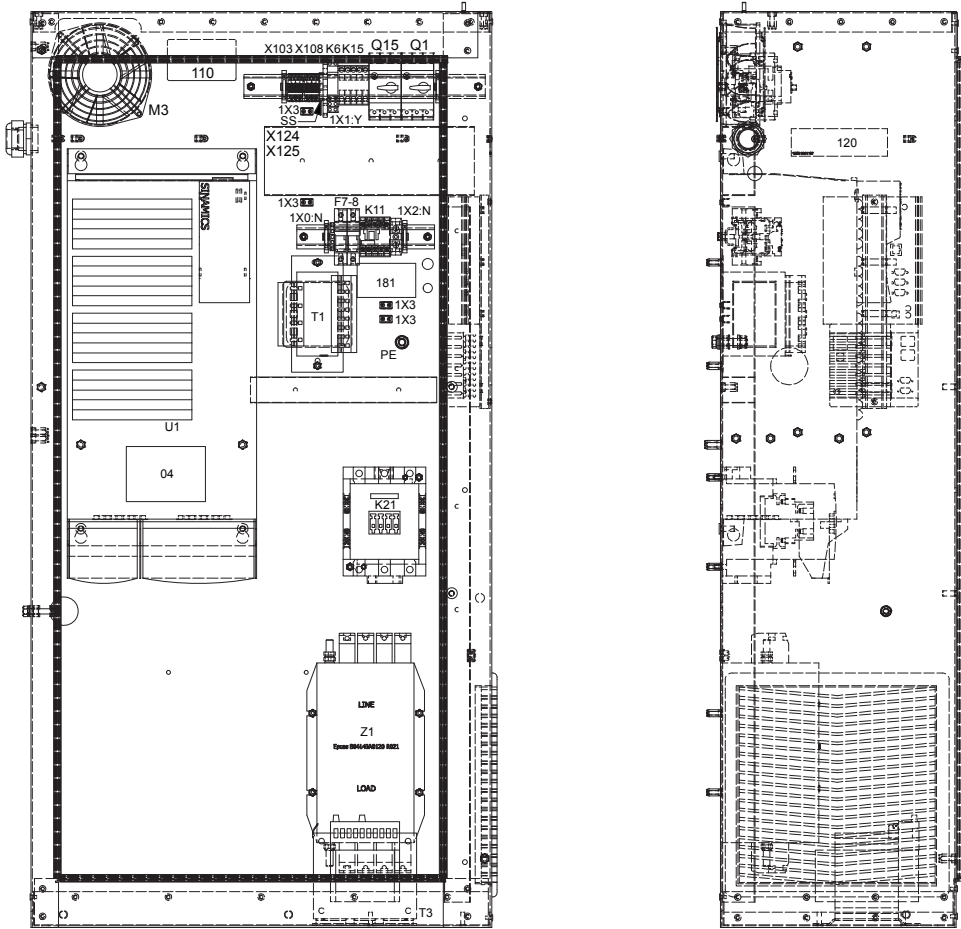 X103 X108 K6 K15 Q15 Q1
110
M3
1X3
SS
1X1:Y
X124
X125
120
SINAMICS
1X3
F7-8
K11
1X0:N
1X2:N
C
181
T1
1X3
1X3
PE
U1
04
K21
C
C
LINE
Z1
LOAD
C C
T3